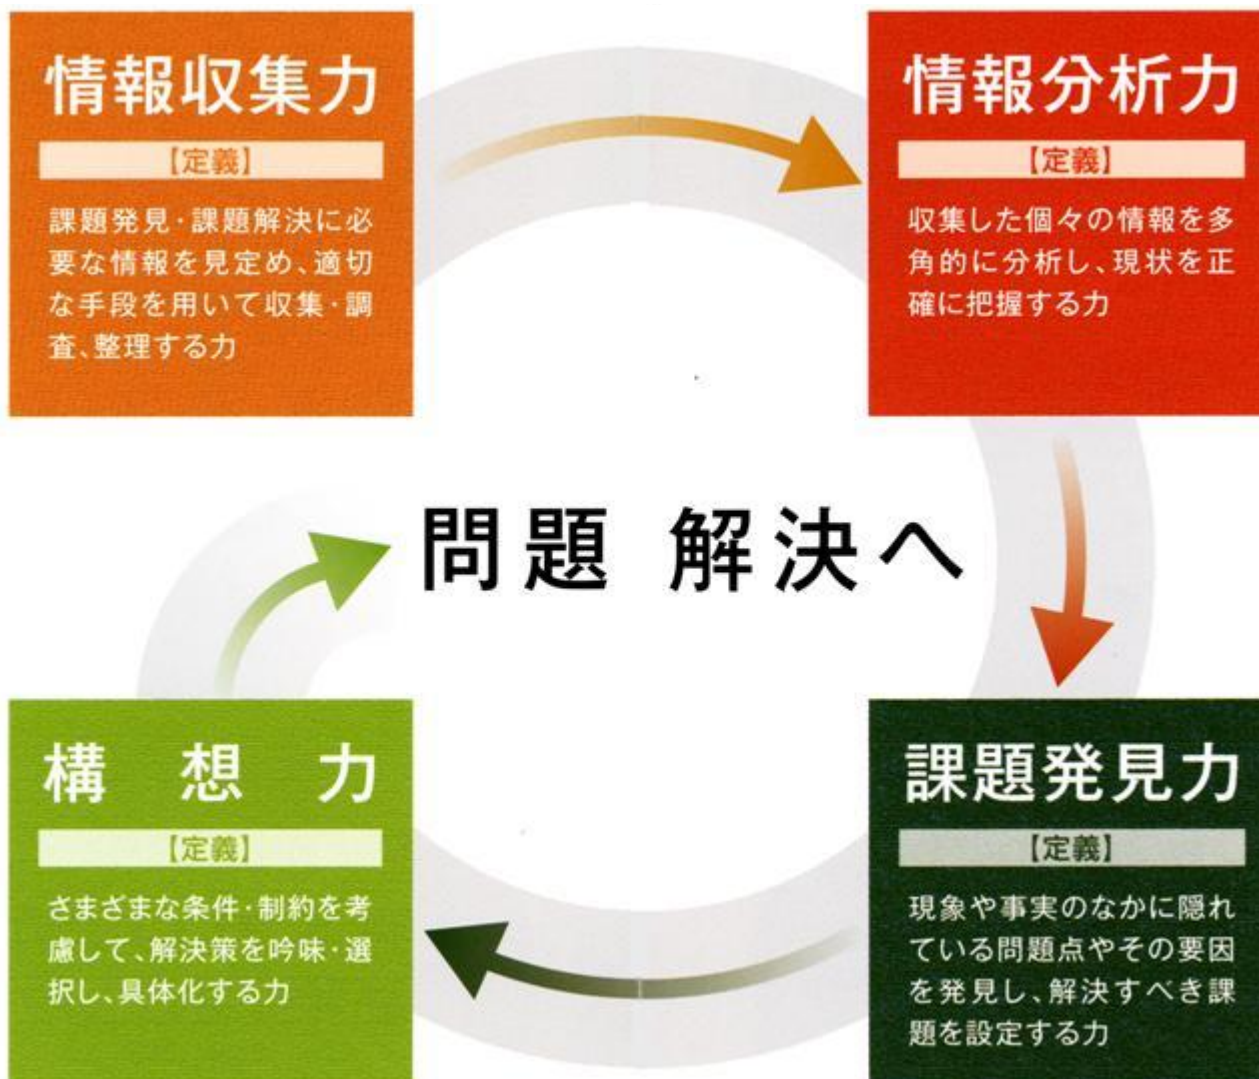 情報収集力
【定義】
課題発見・課題解決に必
要な情報を見定め、適切
な手段を用いて収集・調
査、整理する力
情報分析力
【定義】
収集した個々の情報を多
角的に分析し、現状を正
確に把握する力
問題 解決へ
構想力
【定義】
さまざまな条件・制約を考
慮して、解決策を吟味・選
択し、具体化する力
課題発見力
【定義】
現象や事実のなかに隠れ
ている問題点やその要因
を発見し、解決すべき課
題を設定する力